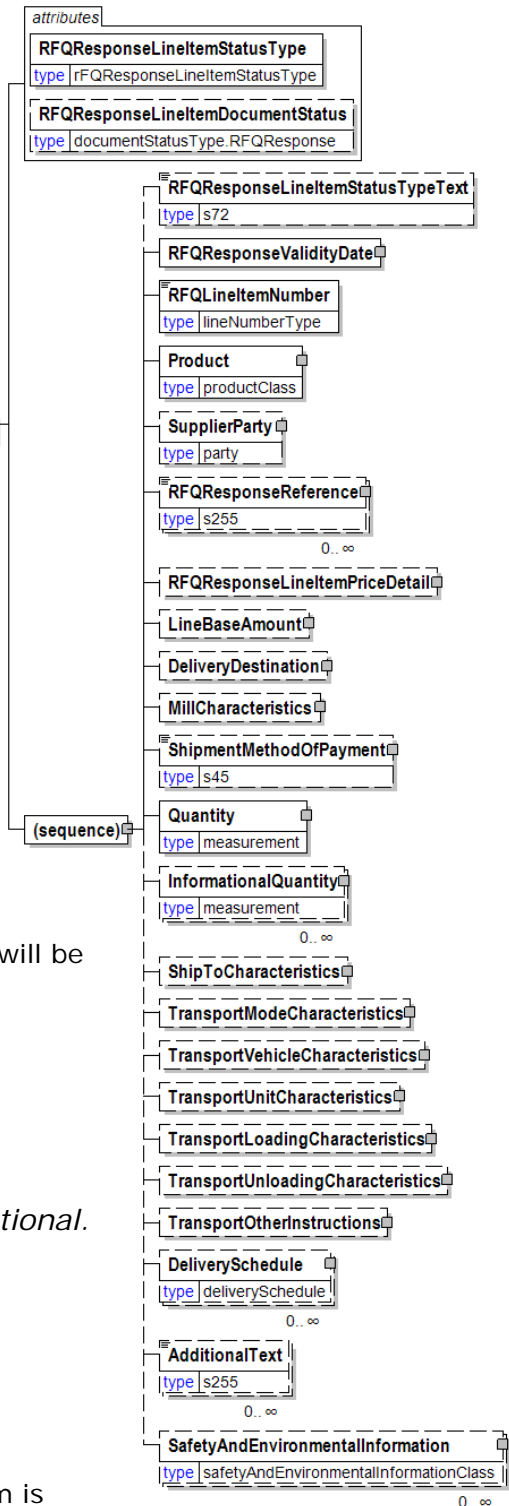 attributes
RFQResponseLineItemStatusType
type rFQResponseLineItemStatusType
RFQResponseLineItemDocumentStatus
type documentStatusType.RFQResponse
RFQResponseLineItemStatusTypeText
type s72
RFQResponseValidityDate
RFQLineItemNumber
type lineNumberType
Product
type productClass
SupplierParty
type party
RFQResponseReference
type s255
0.. ∞
RFQResponseLineItemPriceDetail
LineBaseAmount
DeliveryDestination
MillCharacteristics
ShipmentMethodOfPayment
type s45
(sequence)
Quantity
type measurement
InformationalQuantity
type measurement
0.. ∞
will be
ShipToCharacteristics
TransportModeCharacteristics
TransportVehicleCharacteristics
TransportUnitCharacteristics
TransportLoadingCharacteristics
TransportUnloadingCharacteristics
tional.
TransportOtherInstructions
DeliverySchedule
type deliverySchedule
0.. ∞
AdditionalText
type s255
0.. ∞
SafetyAndEnvironmentalInformation
type safetyAndEnvironmentalInformationClass
0.. ∞
m is